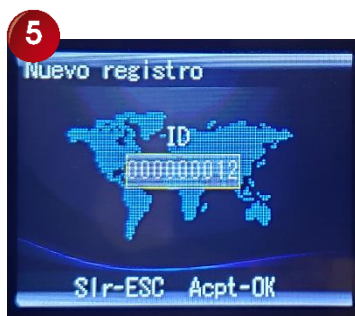 5
Nuevo registro
ID
000000012
Slr-ESC Acpt-OK